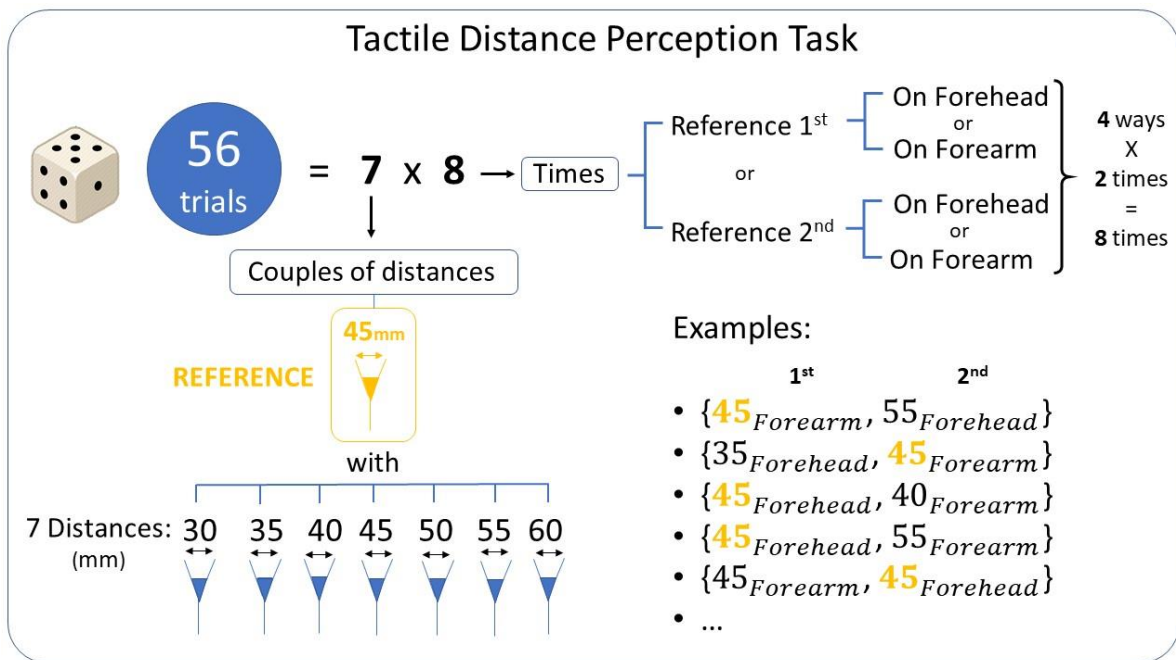 Tactile Distance Perception Task
56
trials
= 7 x 8
Times
Reference 1st
On Forehead
or
On Forearm
or
Reference 2nd
On Forehead
or
On Forearm
4 ways
X
2 times
=
8 times
Couples of distances
45mm
REFERENCE
with
7 Distances: 30 35 40 45 50 55 60
(mm)
Examples:
1st 2nd
• {45Forearm, 55Forehead}
• {35Forehead, 45Forearm}
• {45Forehead, 40Forearm}
• {45Forehead, 55Forearm}
• {45Forearm, 45Forehead}
• ...